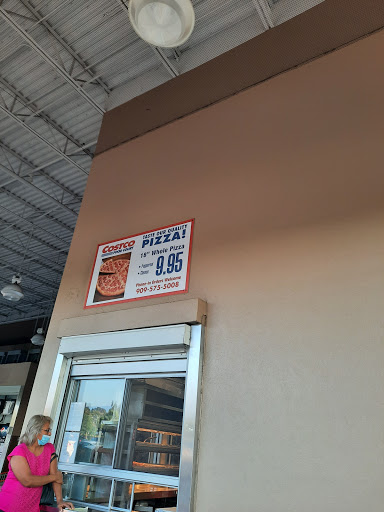 COSTCO
TASTE OUR QUALITY
PIZZA!
18" Whole Pizza
• Pepperoni
• Cheese
9.95
Phone-in Orders Welcome
909-575-5008